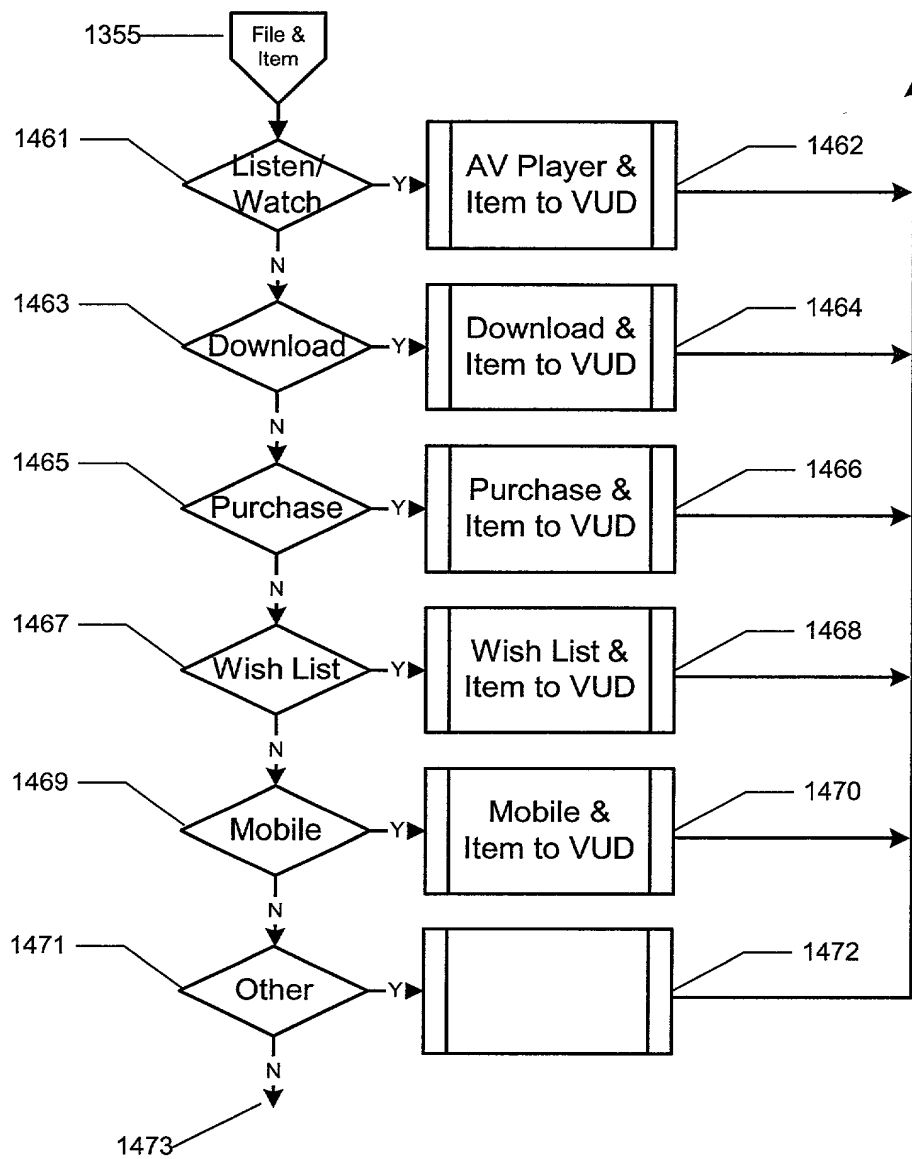 1355
File &
Item
1461
Listen/
Watch
Y
AV Player &
Item to VUD
1462
N
1463
Download
Y
Download &
Item to VUD
1464
N
1465
Purchase
Y
Purchase &
Item to VUD
1466
N
1467
Wish List
Y
Wish List &
Item to VUD
1468
N
1469
Mobile
Y
Mobile &
Item to VUD
1470
N
1471
Other
Y
1472
N
1473